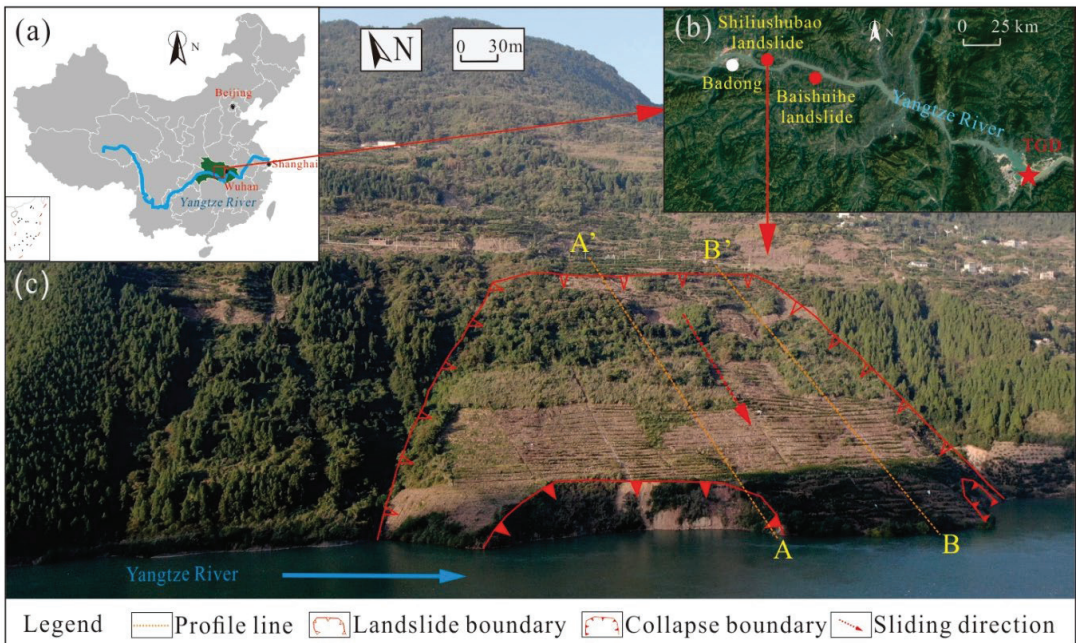 (a)
N
Beijing
Shanghai
Wuhan
Yangtze River
N
0 30m
(b)
Shiliushubao
landslide
N
0 25 km
Badong
Baishuihe
landslide
Yangtze River
TGD
(c)
A’
B’
A
B
Yangtze River
Legend
Profile line
Landslide boundary
Collapse boundary
Sliding direction